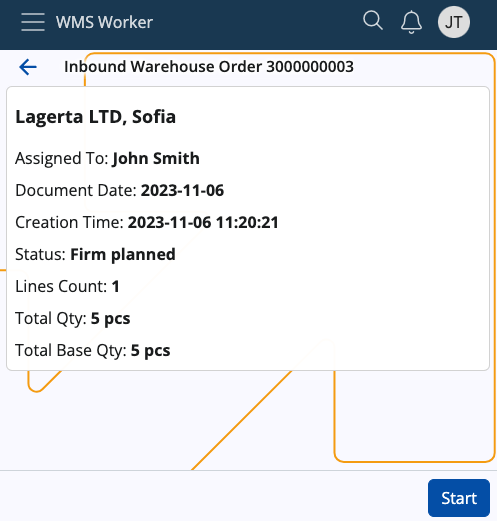 WMS Worker
JT
Inbound Warehouse Order 3000000003
Lagerta LTD, Sofia
Assigned To: John Smith
Document Date: 2023-11-06
Creation Time: 2023-11-06 11:20:21
Status: Firm planned
Lines Count: 1
Total Qty: 5 pcs
Total Base Qty: 5 pcs
Start